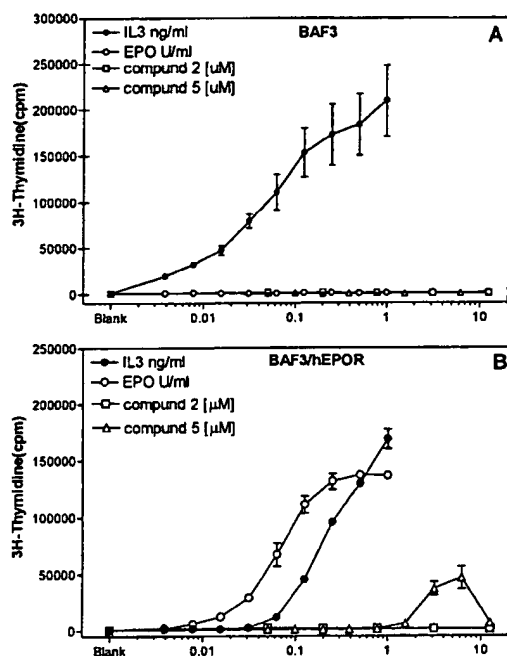 A
BAF3
IL3 ng/ml
EPO U/ml
compund 2 [uM]
compund 5 [uM]
3H-Thymidine(cpm)
300000
250000
200000
150000
100000
50000
0
Blank
0.01
0.1
1
10
B
BAF3/hEPOR
IL3 ng/ml
EPO U/ml
compund 2 [µM]
compund 5 [µM]
3H-Thymidine(cpm)
250000
200000
150000
100000
50000
0
Blank
0.01
0.1
1
10